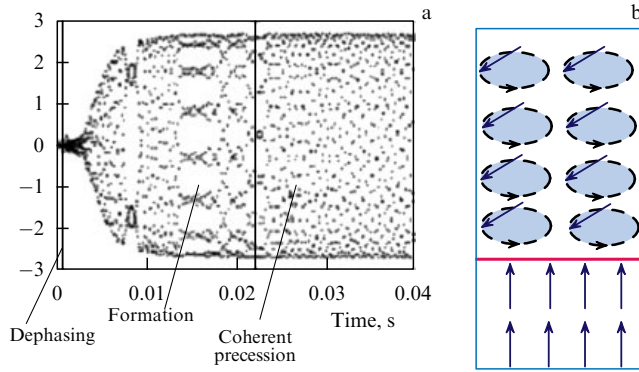 a
b
3
2
1
0
−1
−2
−3
0
0.01
0.02
0.03
0.04
Time, s
Dephasing
Formation
Coherent
precession